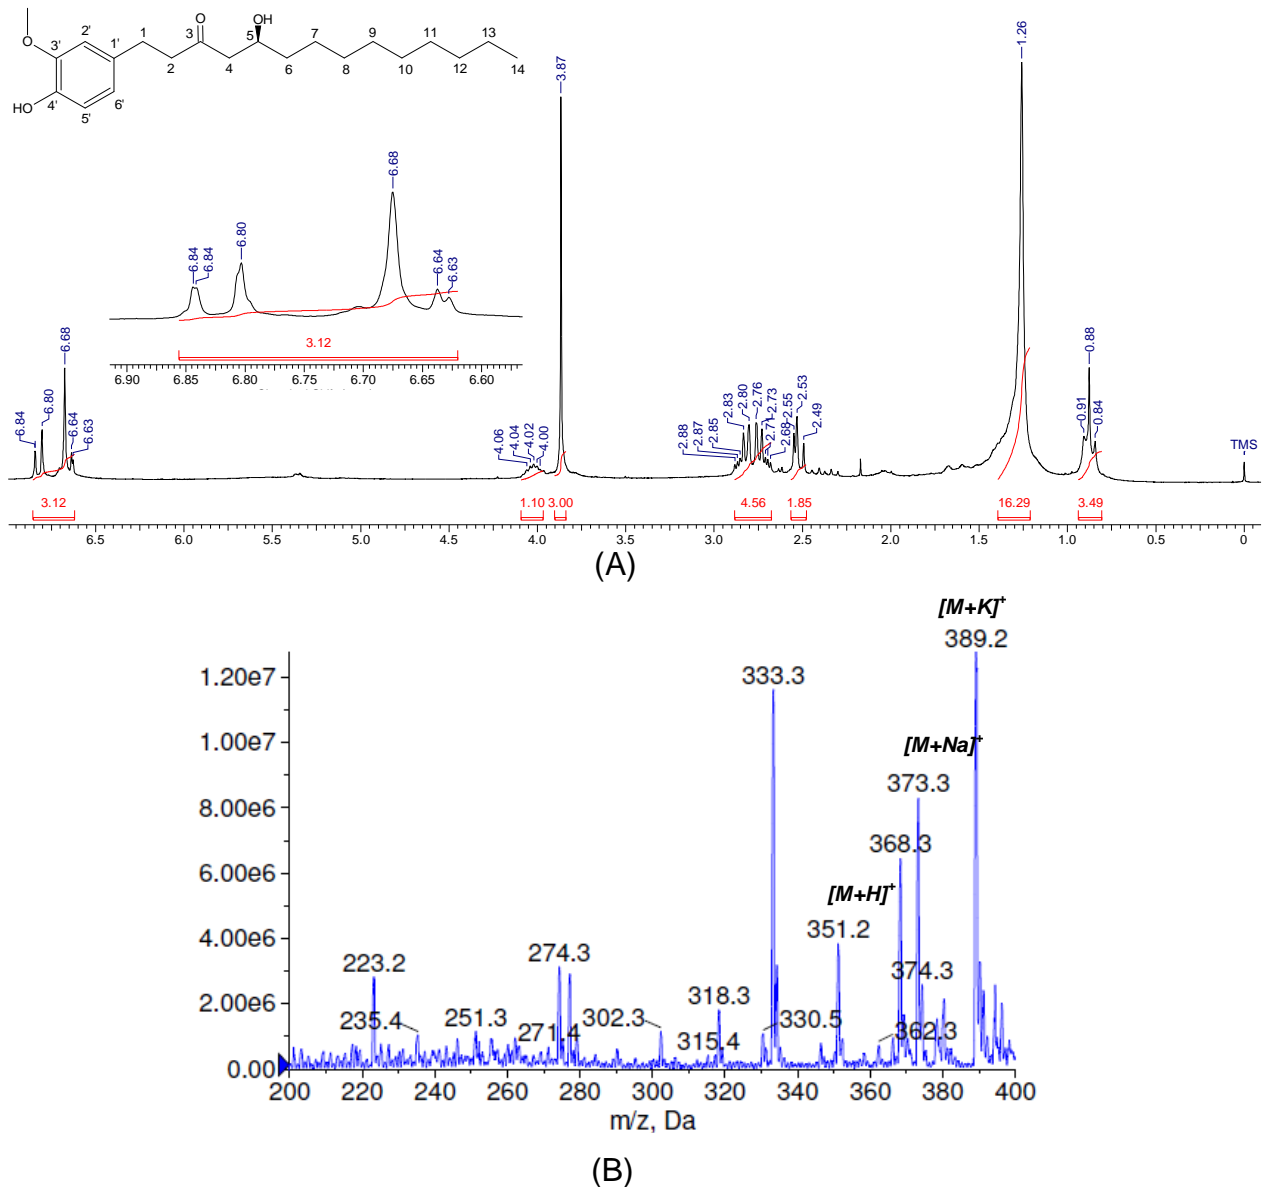 O
OH
O
HO
1 2 3 4 5 6 7 8 9 10 11 12 13 14
1' 2' 3' 4' 5' 6'
6.84 6.84 6.80 6.68 6.64 6.63
3.12
6.90 6.85 6.80 6.75 6.70 6.65 6.60
6.84 6.80 6.68 6.64 6.63 4.06 4.04 4.02 4.00 3.87 2.88 2.87 2.85 2.83 2.80 2.76 2.73 2.71 2.68 2.55 2.53 2.49 1.26 0.91 0.88 0.84 TMS
3.12 1.10 3.00 4.56 1.85 16.29 3.49
6.5 6.0 5.5 5.0 4.5 4.0 3.5 3.0 2.5 2.0 1.5 1.0 0.5 0
(A)
[M+K]+
389.2
1.20e7
333.3
1.00e7
[M+Na]+
373.3
8.00e6
368.3
6.00e6
[M+H]+
351.2
4.00e6
223.2 274.3 374.3
2.00e6
235.4 251.3 271.4 302.3 318.3 315.4 330.5 362.3
0.00
200 220 240 260 280 300 320 340 360 380 400
m/z, Da
(B)